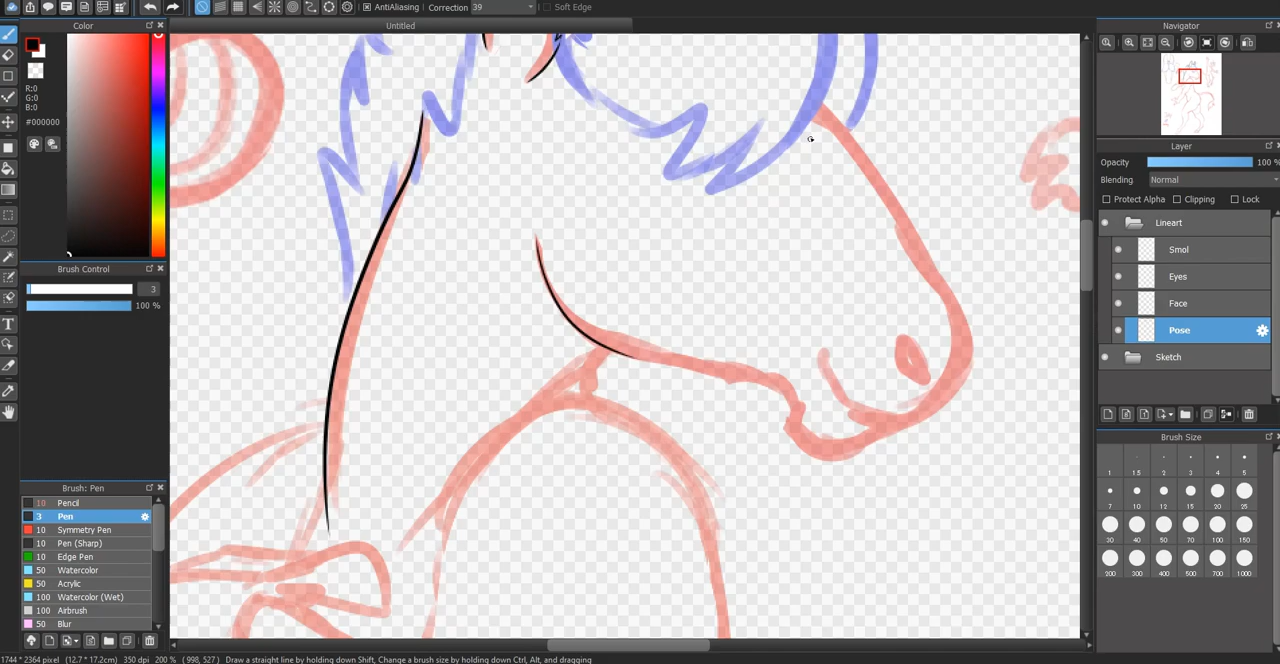 AntiAliasing Correction 39 Soft Edge
Untitled
Color
R:0
G:0
B:0
#000000
Brush Control
3
100 %
Brush: Pen
10 Pencil
3 Pen
10 Symmetry Pen
10 Pen (Sharp)
10 Edge Pen
50 Watercolor
50 Acrylic
100 Watercolor (Wet)
100 Airbrush
50 Blur
Navigator
Layer
Opacity 100 %
Blending Normal
Protect Alpha Clipping Lock
Lineart
Smol
Eyes
Face
Pose
Sketch
Brush Size
1 1.5 2 3 4 5
7 10 12 15 20 25
30 40 50 70 100 150
200 300 400 500 700 1000
1744 * 2364 pixel (12.7 * 17.2cm) 350 dpi 200 % ( 998, 527 ) Draw a straight line by holding down Shift, Change a brush size by holding down Ctrl, Alt, and dragging